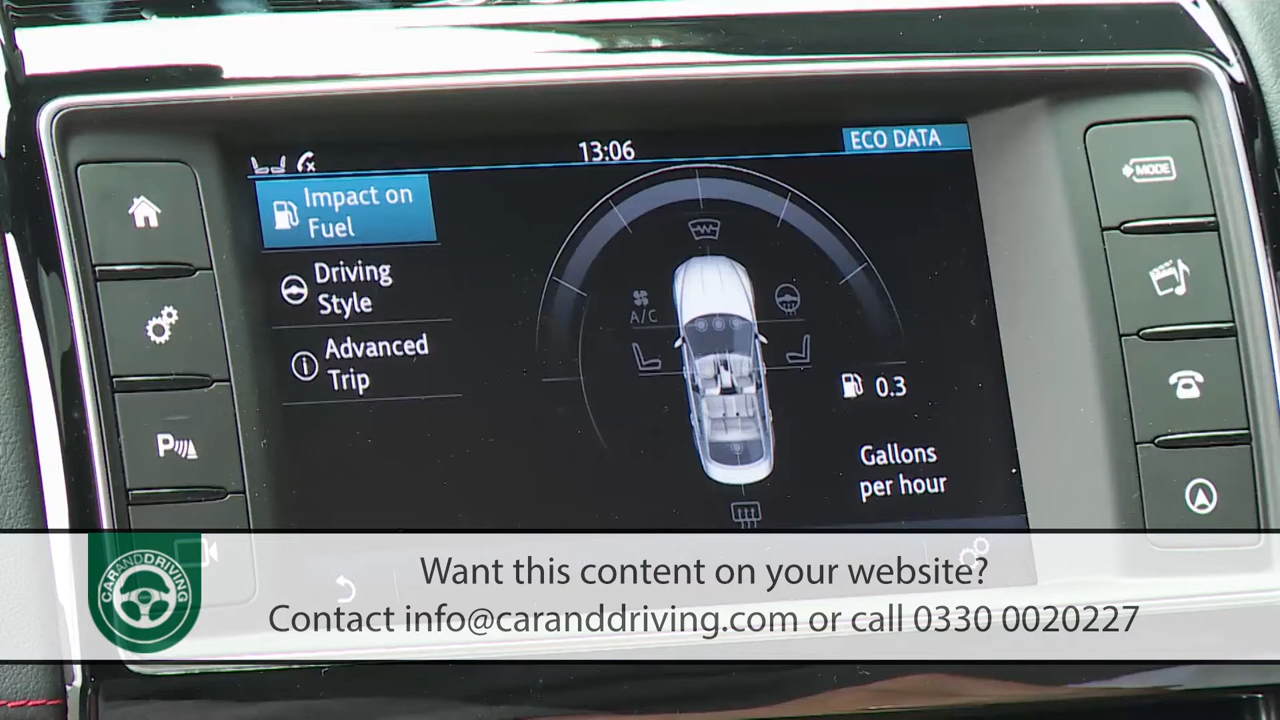 13:06
ECO DATA
Impact on
Fuel
Driving
Style
Advanced
Trip
A/C
0.3
Gallons
per hour
MODE
P
CARANDDRIVING
Want this content on your website?
Contact info@caranddriving.com or call 0330 0020227